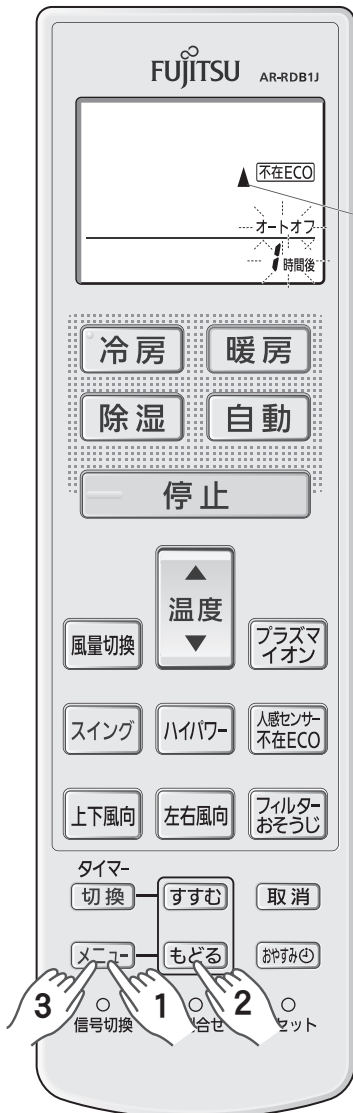 FUJITSU AR-RDB1J
不在ECO
オートオフ
1時間後
冷房 暖房
除湿 自動
停止
温度
風量切換 プラズマイオン
スイング ハイパワー 人感センサー不在ECO
上下風向 左右風向 フィルターおそうじ
タイマー
切換 すすむ 取消
メニュー もどる おやすみ
3 1 2
信号切換